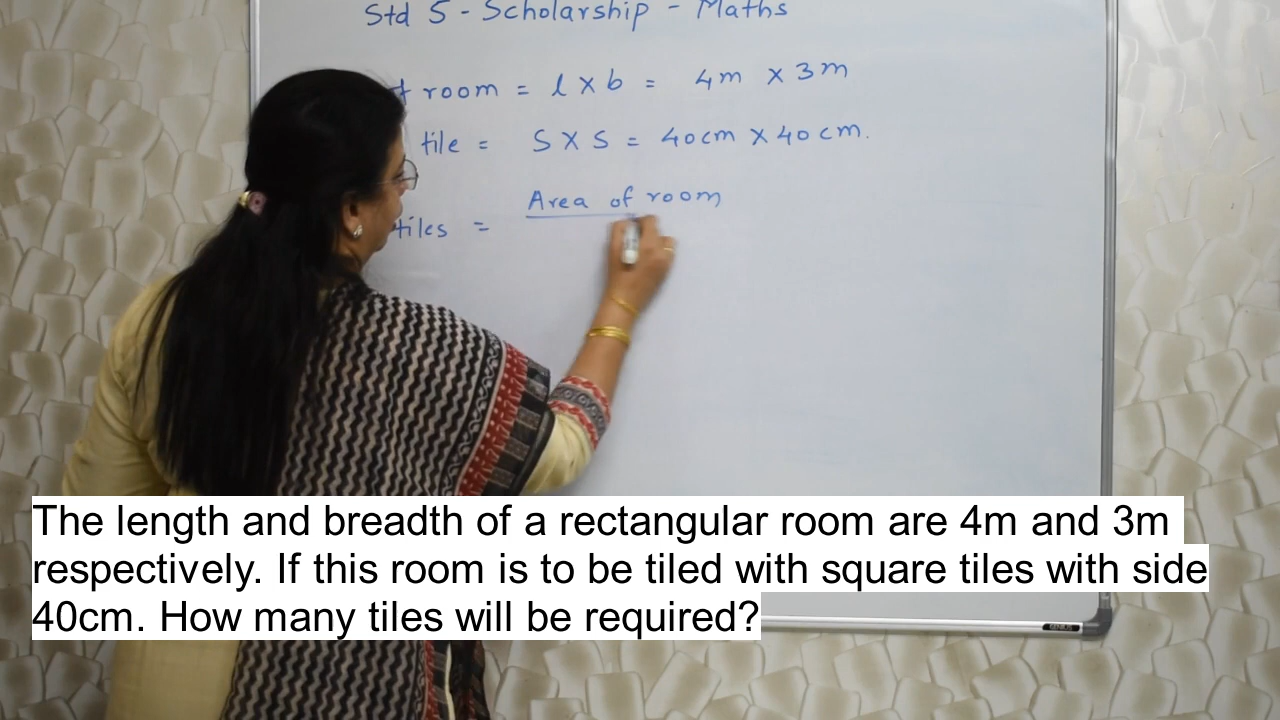 Std 5 - Scholarship - Maths
room = l x b = 4m x 3m
tile = S x S = 40cm x 40cm.
Area of room
tiles =
The length and breadth of a rectangular room are 4m and 3m
respectively. If this room is to be tiled with square tiles with side
40cm. How many tiles will be required?